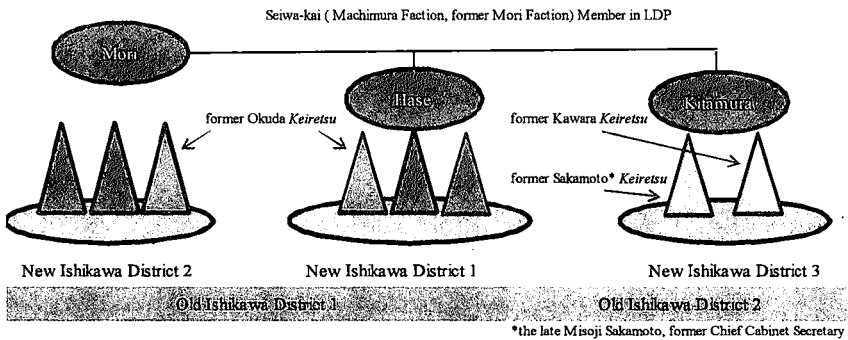 Seiwa-kai ( Machimura Faction, former Mori Faction) Member in LDP
Mori
Hase
Kitamura
former Okuda Keiretsu
former Kawara Keiretsu
former Sakamoto* Keiretsu
New Ishikawa District 2
New Ishikawa District 1
New Ishikawa District 3
Old Ishikawa District 1
Old Ishikawa District 2
*the late Misoji Sakamoto, former Chief Cabinet Secretary